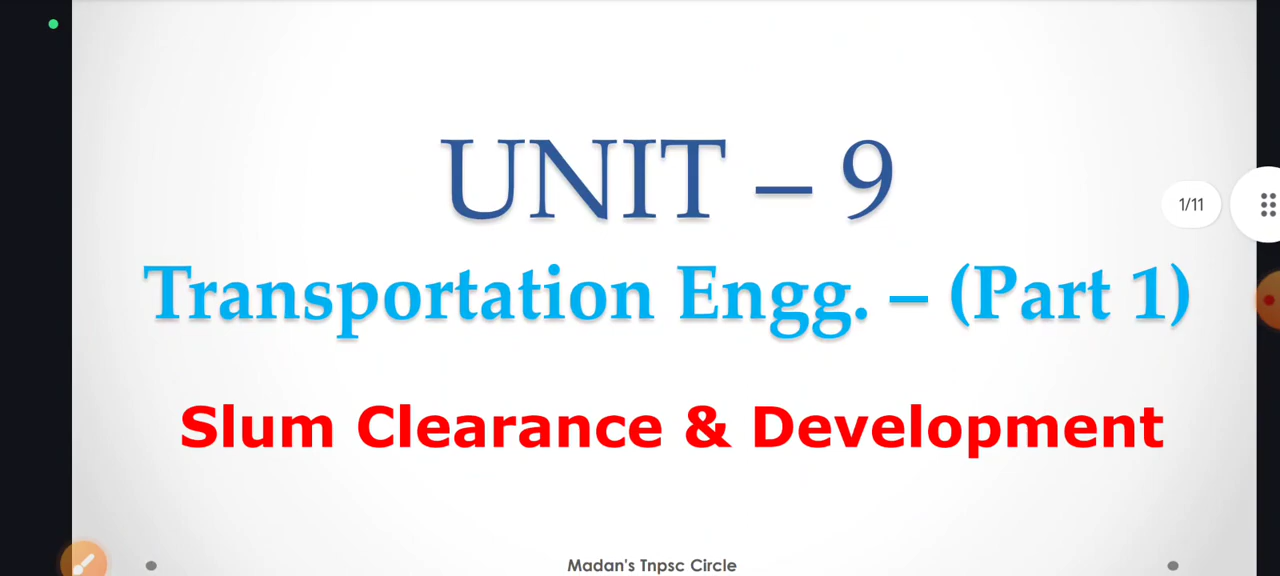 UNIT – 9
1/11
Transportation Engg. – (Part 1)
Slum Clearance & Development
Madan's Tnpsc Circle